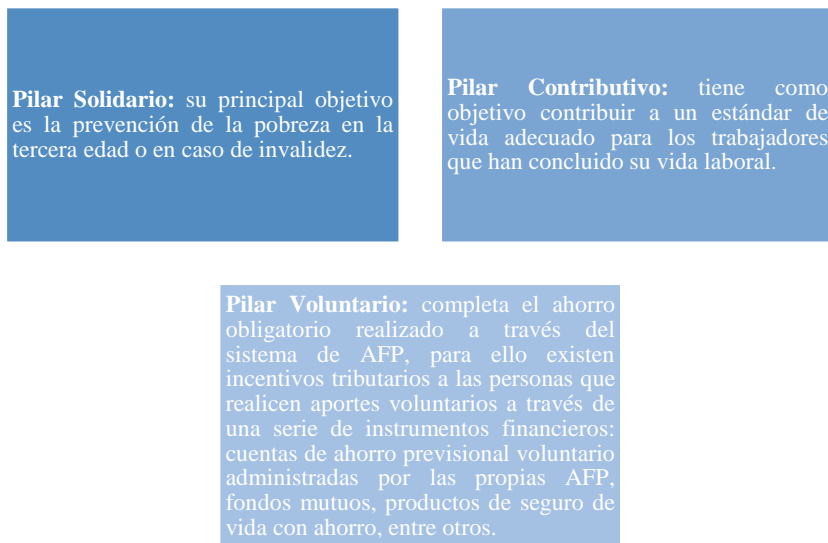 Pilar Solidario: su principal objetivo
es la prevención de la pobreza en la
tercera edad o en caso de invalidez.
Pilar Contributivo: tiene como
objetivo contribuir a un estándar de
vida adecuado para los trabajadores
que han concluido su vida laboral.
Pilar Voluntario: completa el ahorro
obligatorio realizado a través del
sistema de AFP, para ello existen
incentivos tributarios a las personas que
realicen aportes voluntarios a través de
una serie de instrumentos financieros:
cuentas de ahorro previsional voluntario
administradas por las propias AFP,
fondos mutuos, productos de seguro de
vida con ahorro, entre otros.